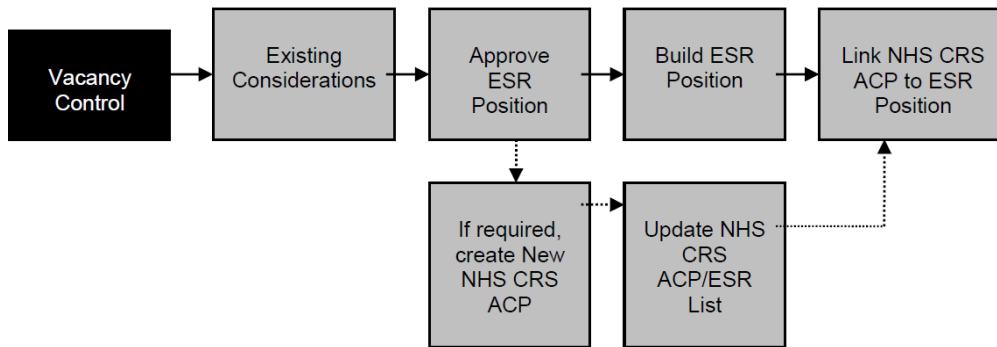 Vacancy
Control
Existing
Considerations
Approve
ESR
Position
Build ESR
Position
Link NHS CRS
ACP to ESR
Position
If required,
create New
NHS CRS
ACP
Update NHS
CRS
ACP/ESR
List